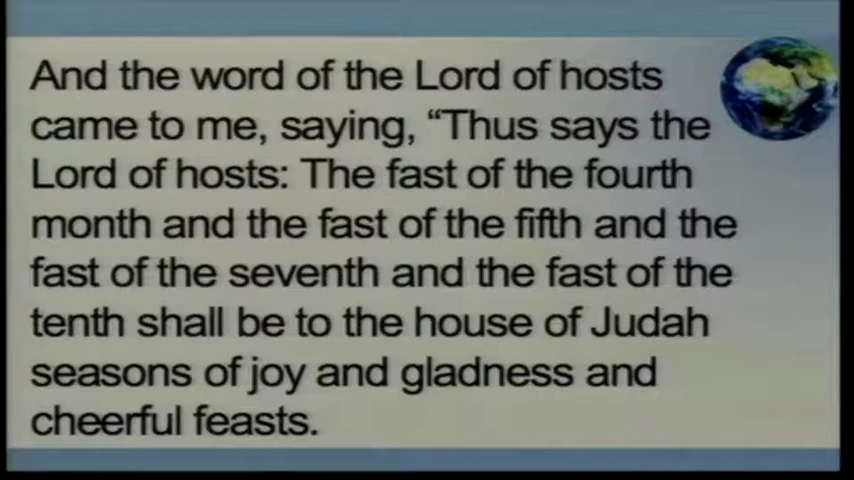 And the word of the Lord of hosts
came to me, saying, “Thus says the
Lord of hosts: The fast of the fourth
month and the fast of the fifth and the
fast of the seventh and the fast of the
tenth shall be to the house of Judah
seasons of joy and gladness and
cheerful feasts.